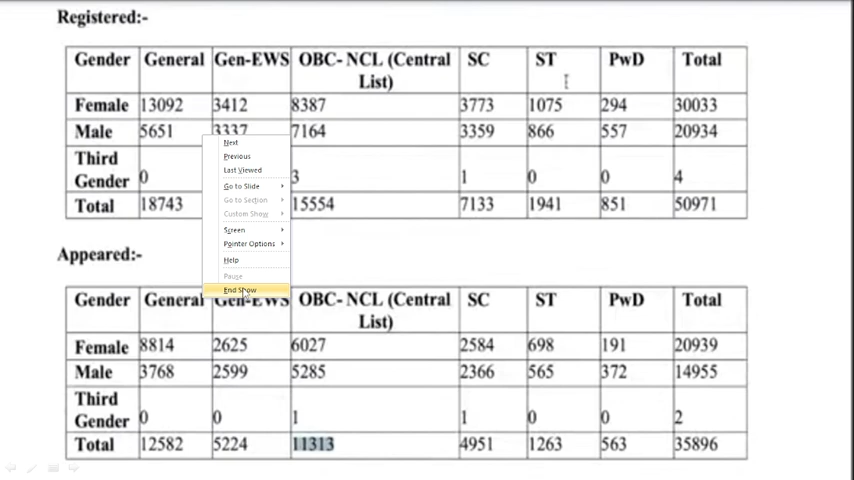 Registered:-
Gender General Gen-EWS OBC- NCL (Central List) SC ST PwD Total
Female 13092 3412 8387 3773 1075 294 30033
Male 5651 3337 7164 3359 866 557 20934
Third Gender 0 3 1 0 0 4
Total 18743 15554 7133 1941 851 50971
Next
Previous
Last Viewed
Go to Slide
Go to Section
Custom Show
Screen
Pointer Options
Help
Pause
End Show
Appeared:-
Gender General Gen-EWS OBC- NCL (Central List) SC ST PwD Total
Female 8814 2625 6027 2584 698 191 20939
Male 3768 2599 5285 2366 565 372 14955
Third Gender 0 0 1 1 0 0 2
Total 12582 5224 11313 4951 1263 563 35896